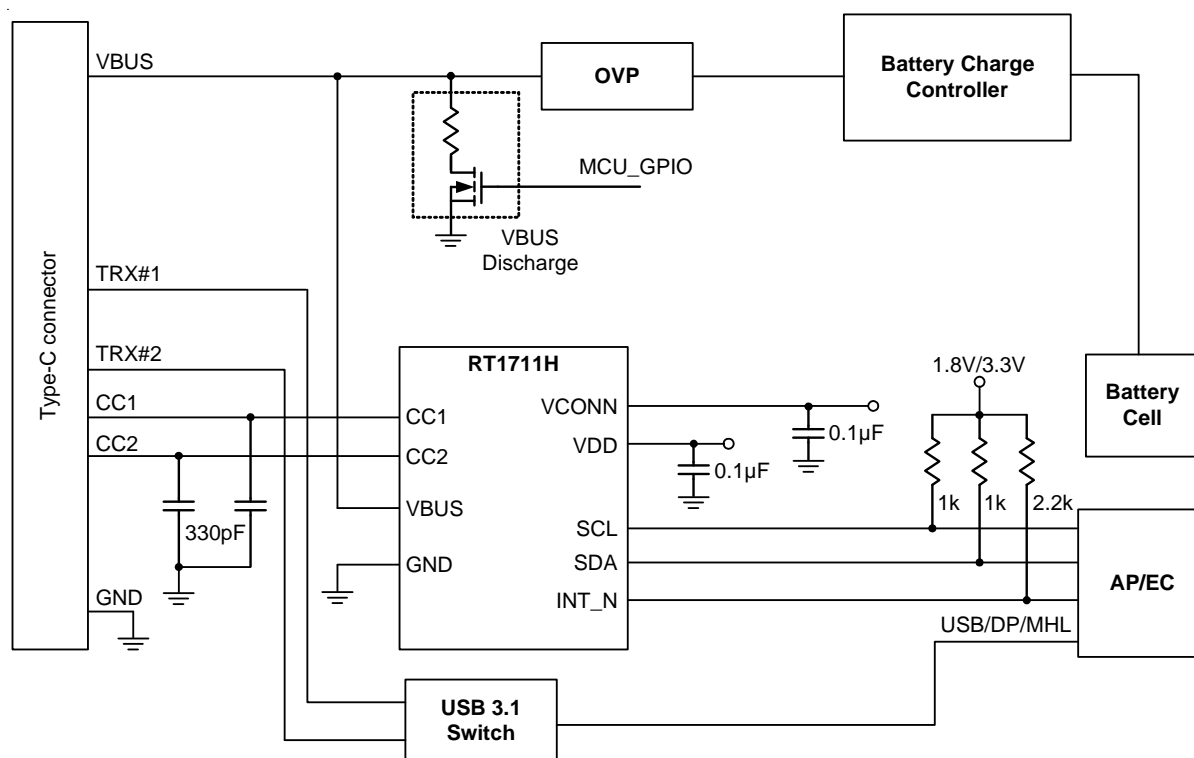 VBUS
OVP
Battery Charge
Controller
MCU_GPIO
VBUS
Discharge
Type-C connector
TRX#1
TRX#2
CC1
CC2
330pF
GND
RT1711H
CC1
CC2
VBUS
GND
VCONN
VDD
SCL
SDA
INT_N
0.1µF
0.1µF
1.8V/3.3V
1k
1k
2.2k
Battery
Cell
AP/EC
USB/DP/MHL
USB 3.1
Switch